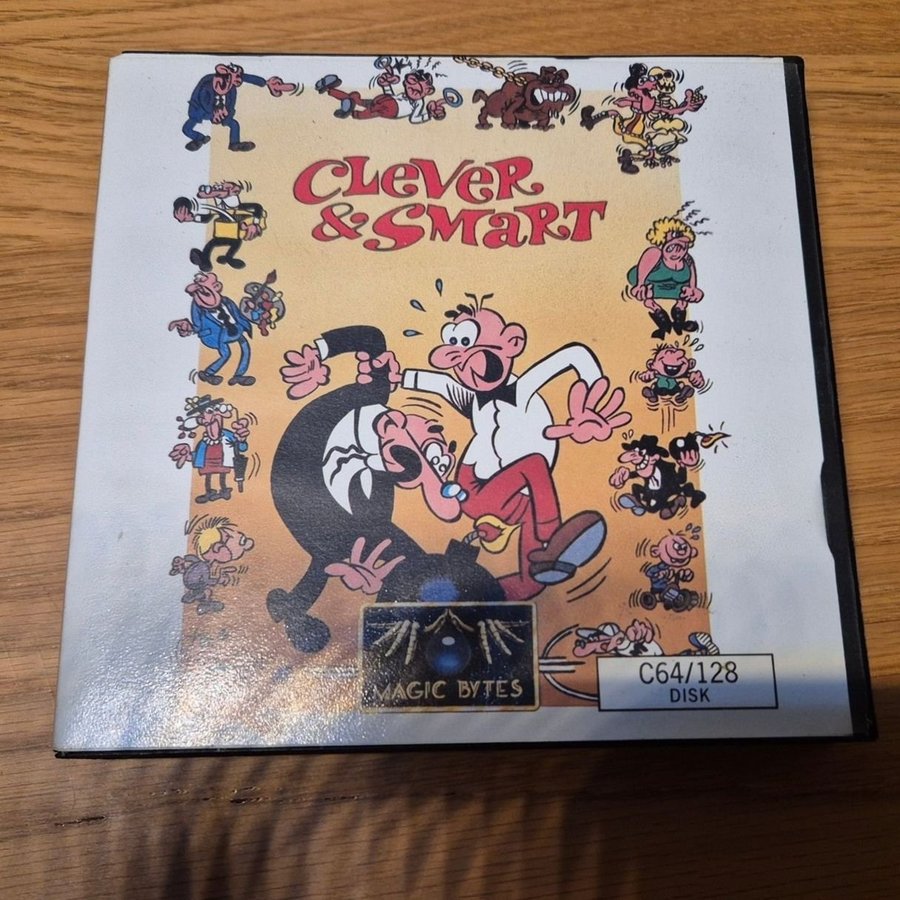 CLEVER
& SMART
MAGIC BYTES
C64/128
DISK